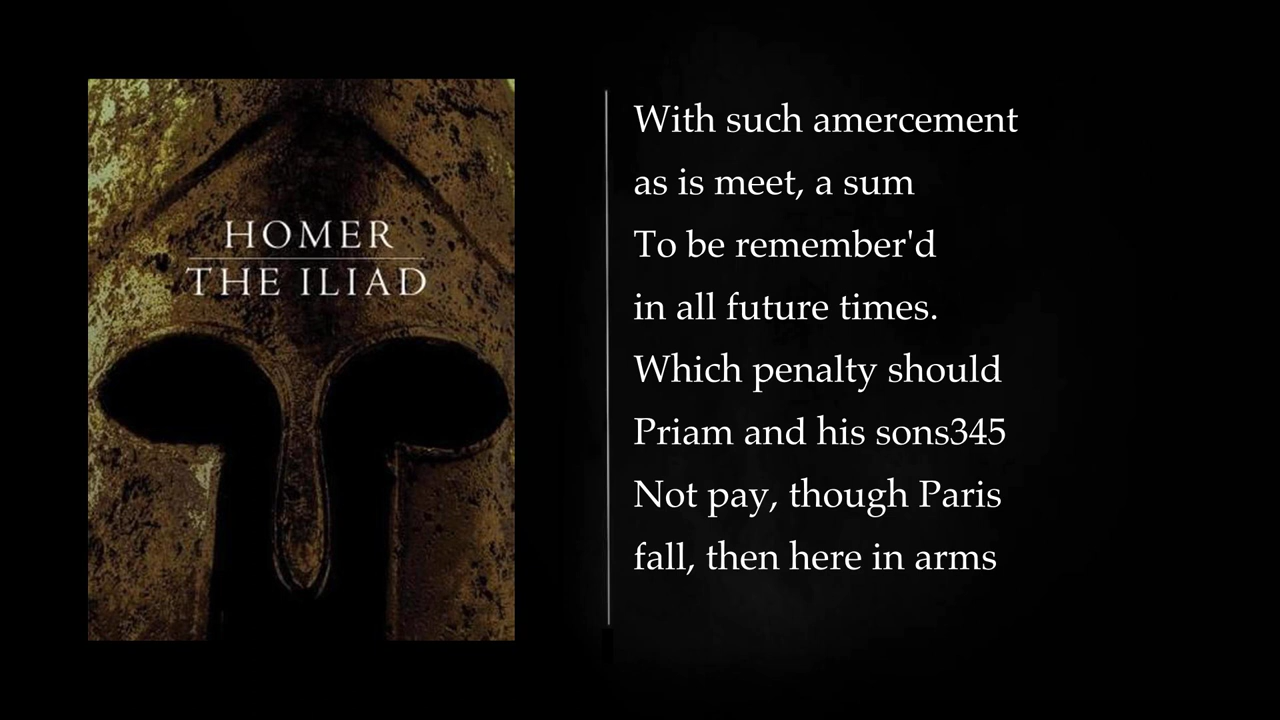 HOMER
THE ILIAD
With such amercement
as is meet, a sum
To be remember'd
in all future times.
Which penalty should
Priam and his sons345
Not pay, though Paris
fall, then here in arms